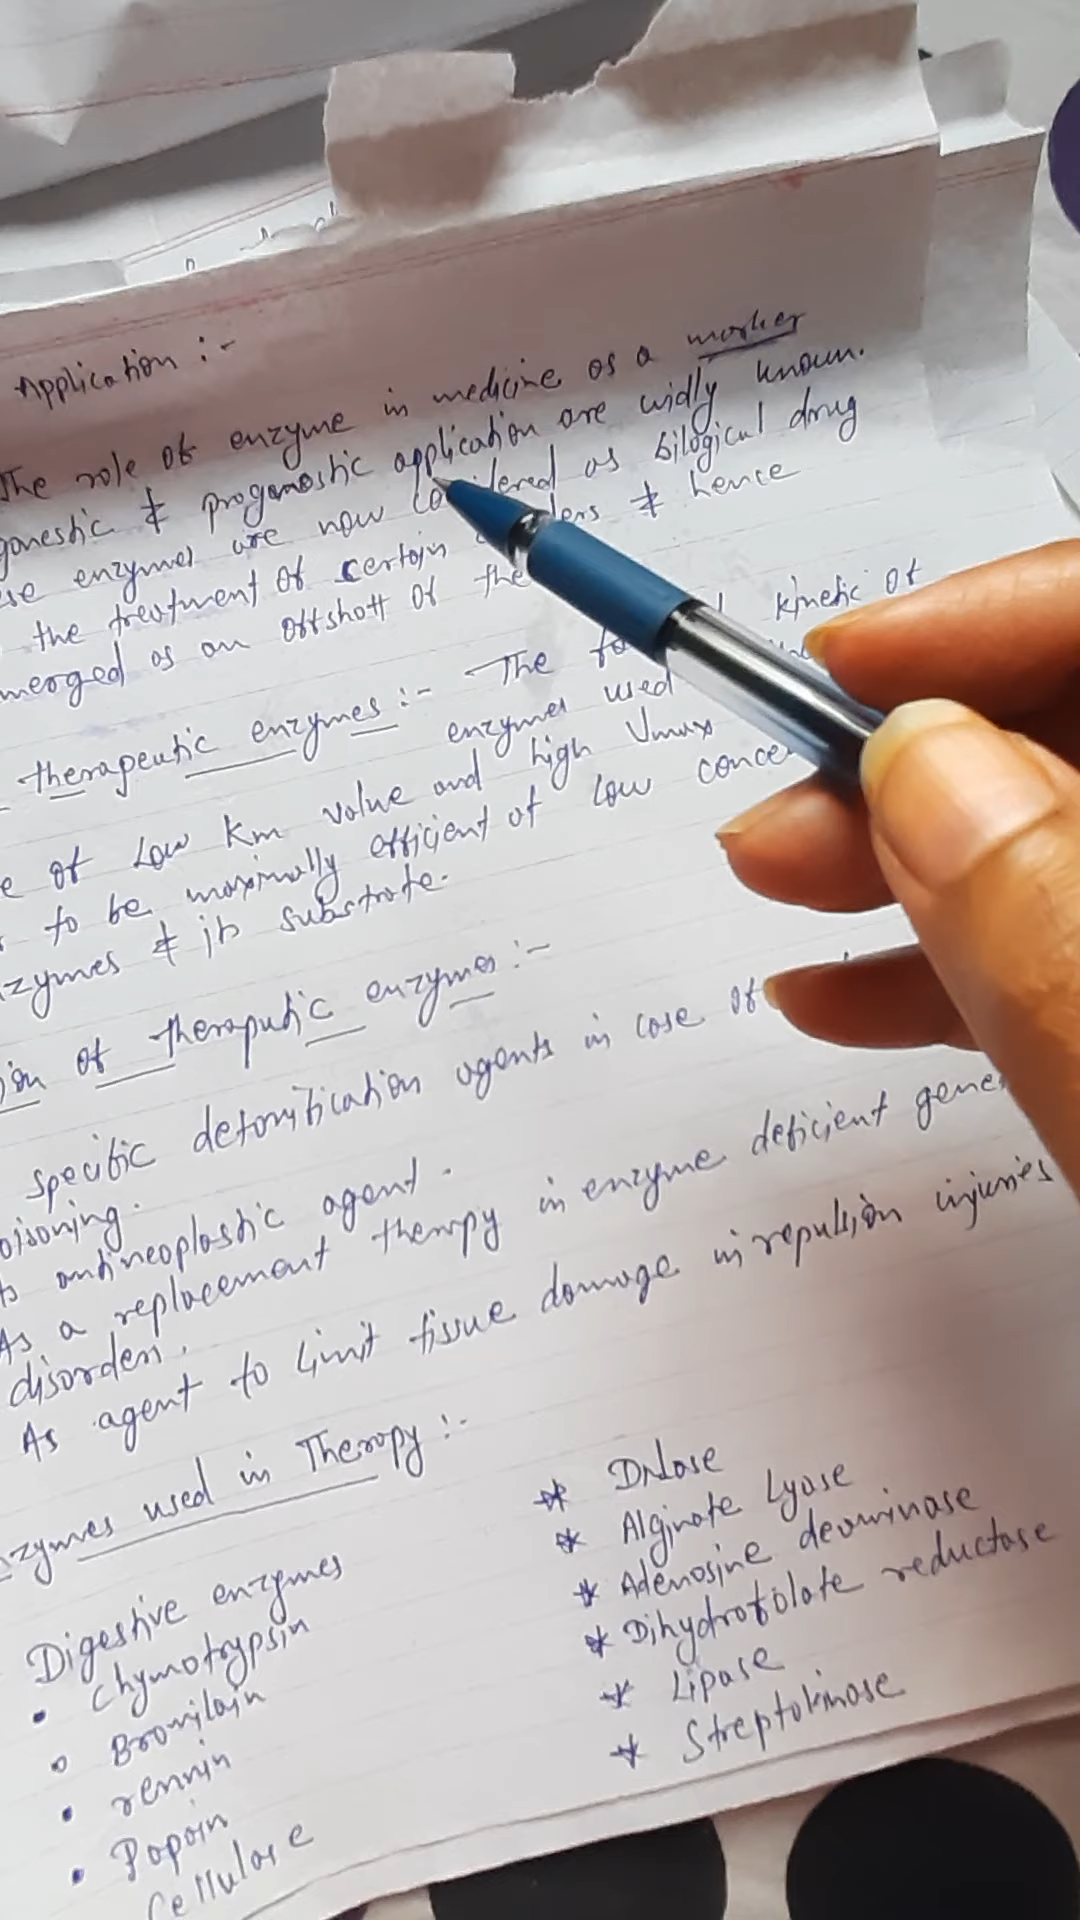 Application :-
The role of enzyme in medicine as a marker
gonestic & progonostic application are widly known.
se enzymes are now considered as bilogical drug
the treatment of certain ders & hence
merged as an offshott of the
therapeutic enzymes :- The kinetic of
enzymes used
e of Low Km value and high Vmax
to be maximally efficient at low conce
zymes & its substrate.
ion of theraputic enzymes :-
specific detoxification agents in case of
oisoning.
antineoplastic agent.
As a replacement therapy in enzyme deficient gene
disorders.
As agent to limit tissue damage in injuries
zymes used in Therapy :-
Digestive enzymes
• Chymotrypsin
• Bromilain
• rennin
• Papain
Cellulase
* DNase
* Alginate Lyase
* Adenosine deaminase
* Dihydrofolate reductase
* Lipase
* Streptokinase